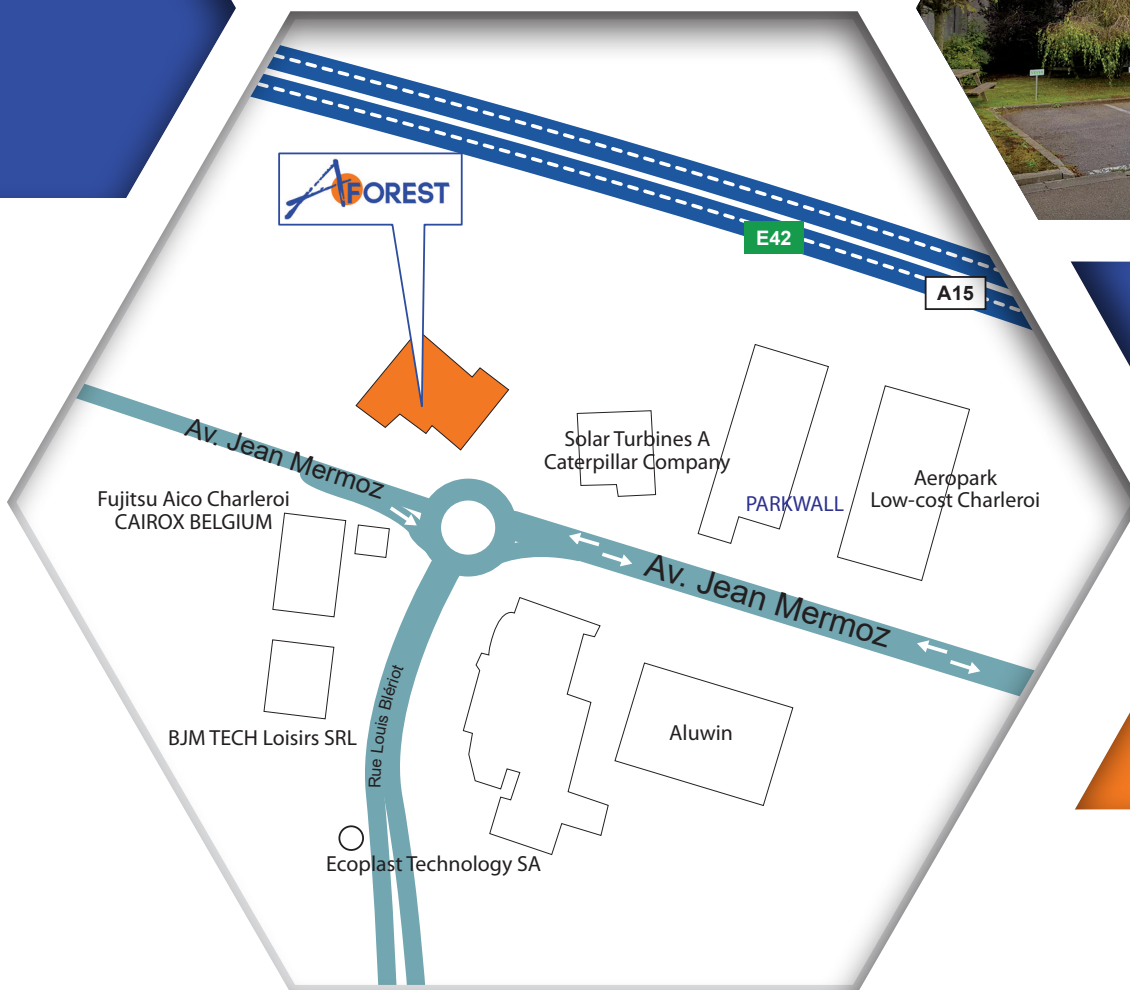 AFOREST
E42
A15
Av. Jean Mermoz
Solar Turbines A
Caterpillar Company
PARKWALL
Aeropark
Low-cost Charleroi
Fujitsu Aico Charleroi
CAIROX BELGIUM
Av. Jean Mermoz
BJM TECH Loisirs SRL
Rue Louis Blériot
Aluwin
Ecoplast Technology SA